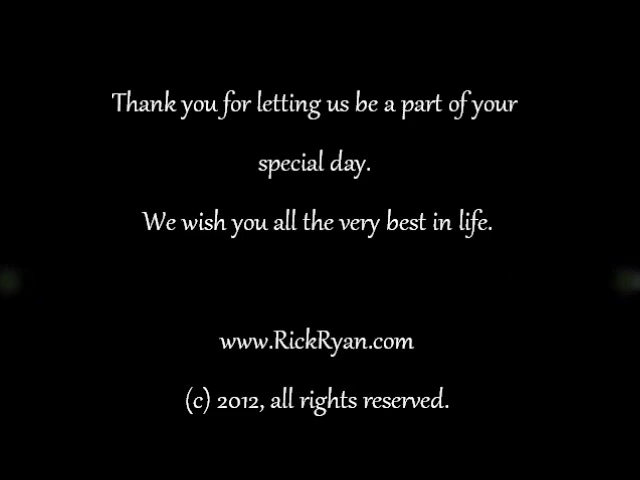 Thank you for letting us be a part of your
special day.
We wish you all the very best in life.
www.RickRyan.com
(c) 2012, all rights reserved.